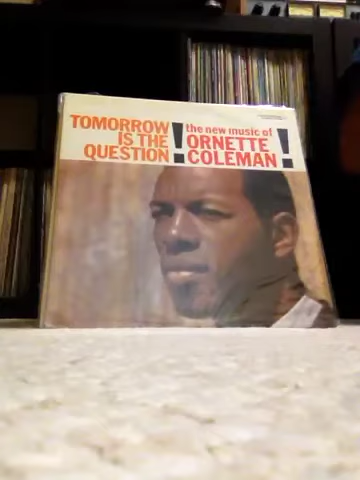 TOMORROW
IS THE
QUESTION!
the new music of
ORNETTE
COLEMAN!